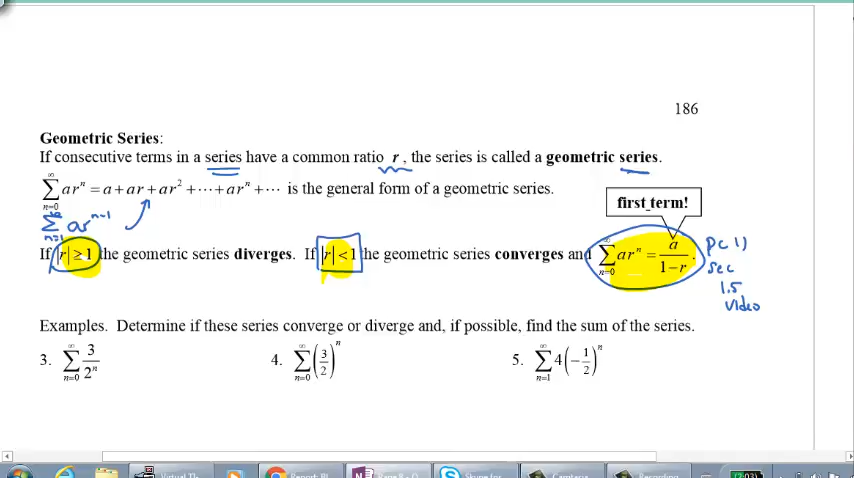 186
Geometric Series:
If consecutive terms in a series have a common ratio r, the series is called a geometric series.
∑_{n=0}^{∞} ar^n = a + ar + ar^2 + ⋯ + ar^n + ⋯ is the general form of a geometric series.
first term!
∑_{n=1}^{∞} ar^{n-1}
If |r| ≥ 1 the geometric series diverges. If |r| < 1 the geometric series converges and ∑_{n=0}^{∞} ar^n = a/(1-r).
PC 1)
Sec
1.5
Video
Examples. Determine if these series converge or diverge and, if possible, find the sum of the series.
3. ∑_{n=0}^{∞} 3/2^n 4. ∑_{n=0}^{∞} (3/2)^n 5. ∑_{n=1}^{∞} 4(-1/2)^n